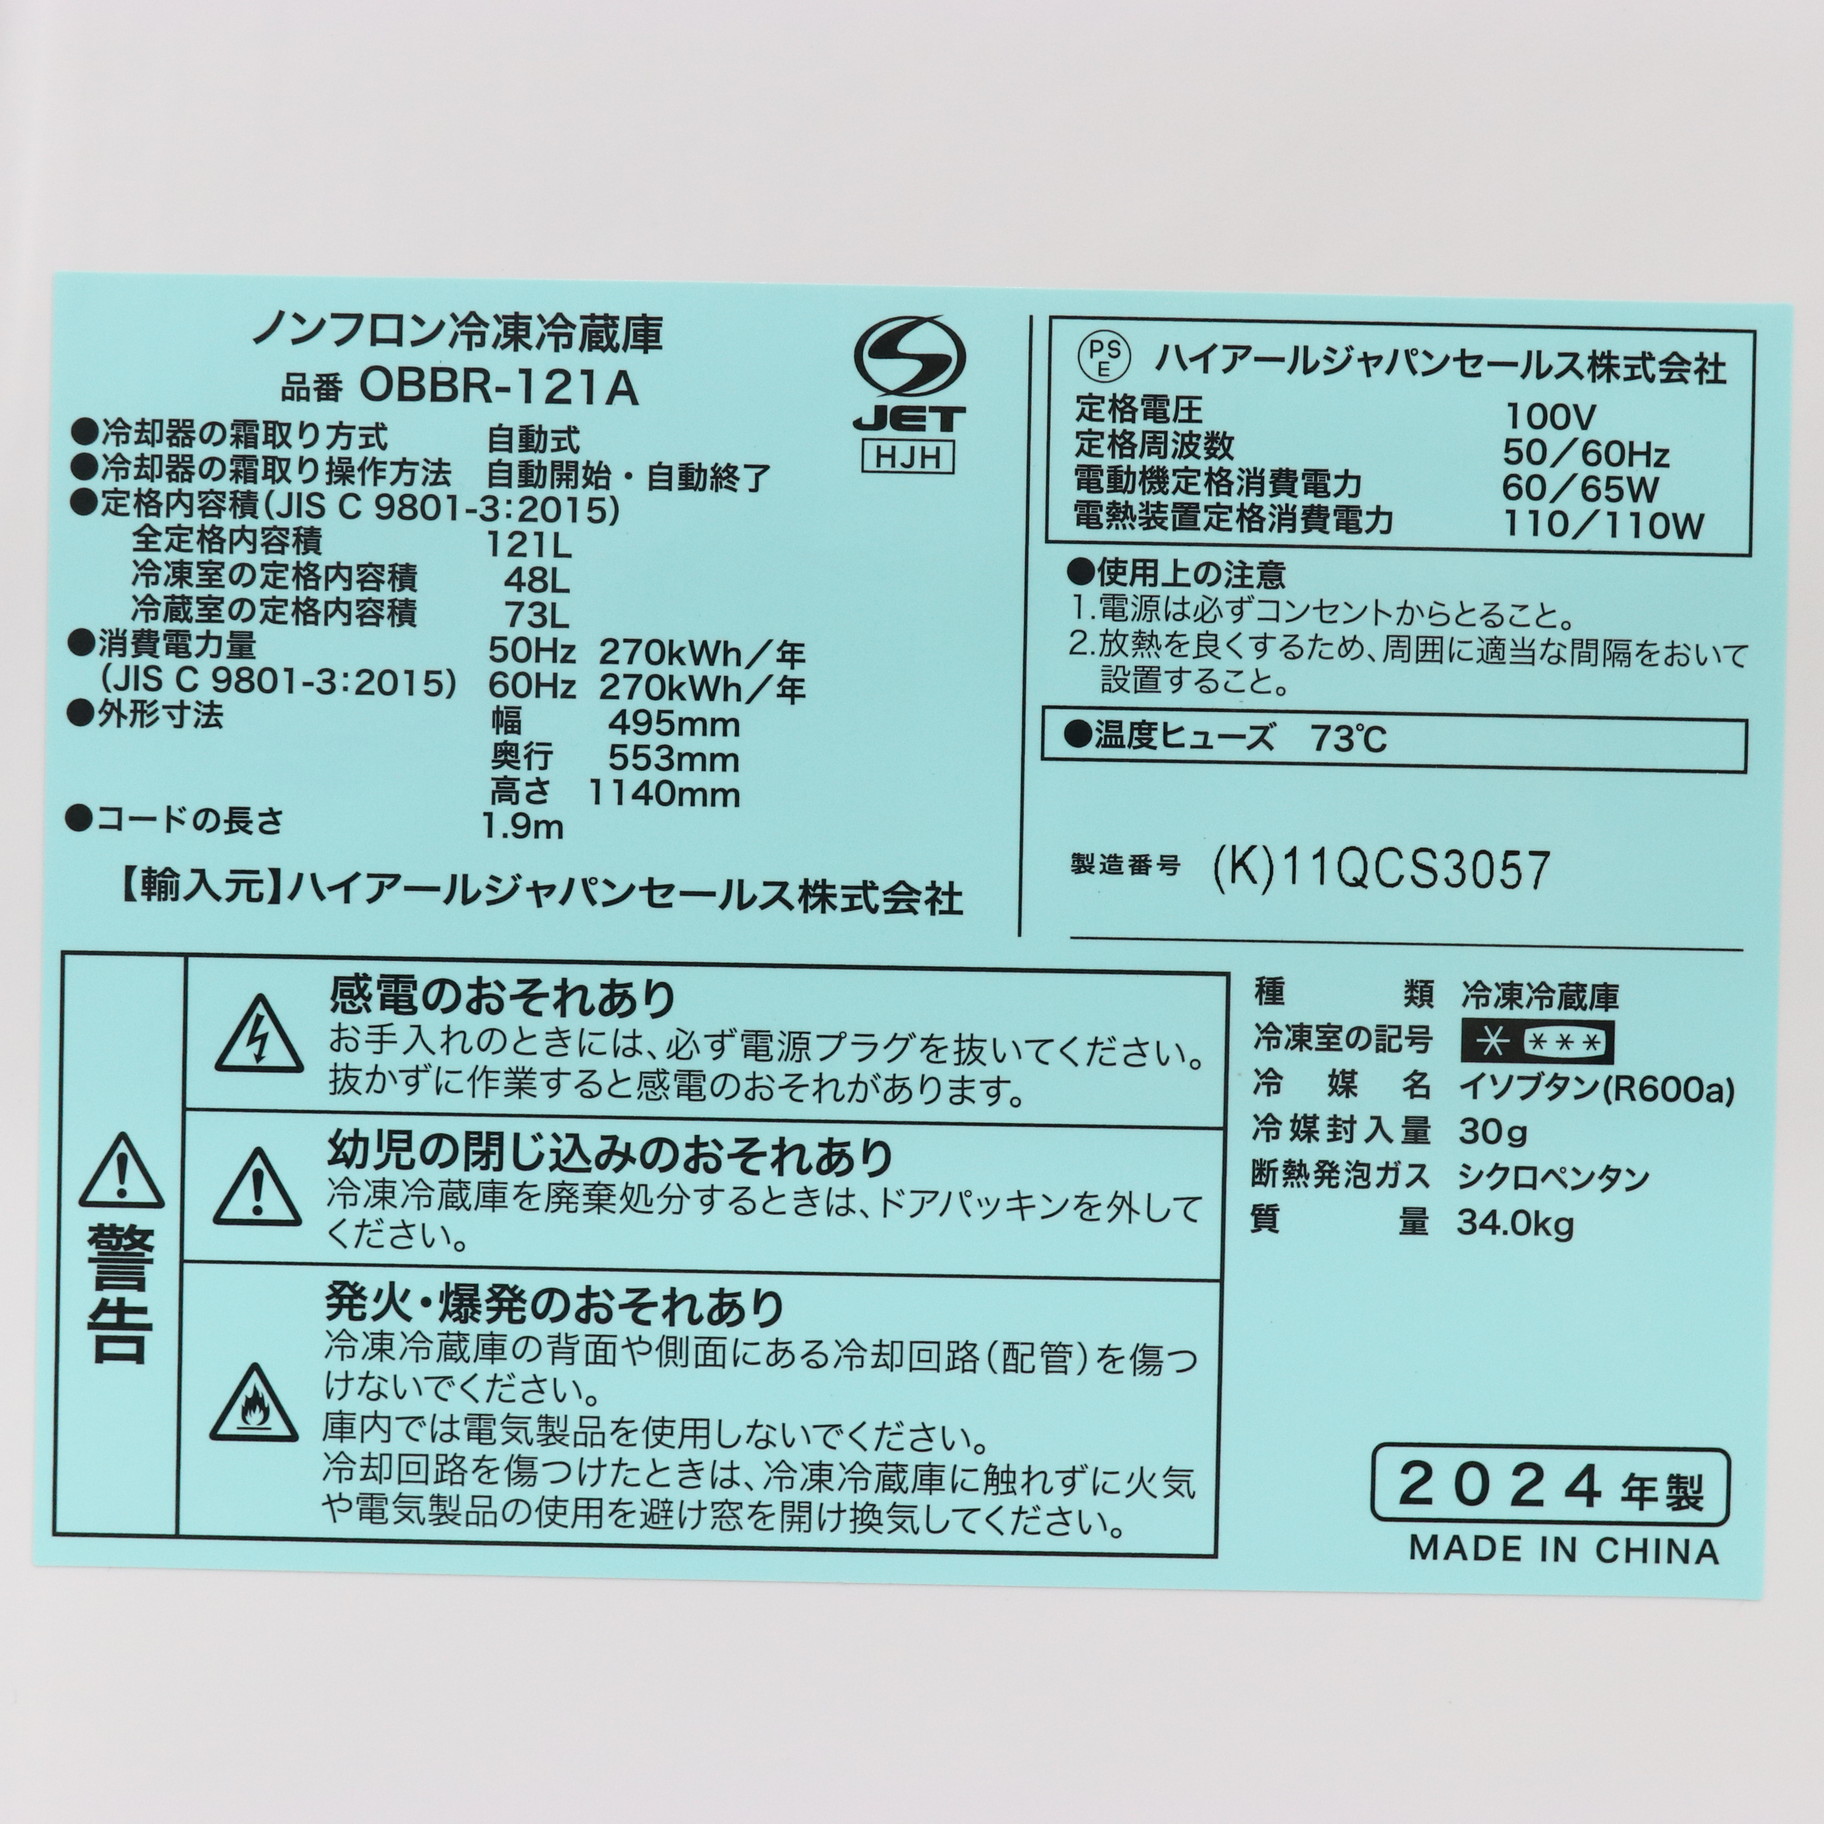 ノンフロン冷凍冷蔵庫
品番 OBBR-121A
●冷却器の霜取り方式 自動式
●冷却器の霜取り操作方法 自動開始・自動終了
●定格内容積(JIS C 9801-3:2015)
全定格内容積 121L
冷凍室の定格内容積 48L
冷蔵室の定格内容積 73L
●消費電力量 50Hz 270kWh/年
(JIS C 9801-3:2015) 60Hz 270kWh/年
●外形寸法 幅 495mm
奥行 553mm
高さ 1140mm
●コードの長さ 1.9m
【輸入元】ハイアールジャパンセールス株式会社
JET
HJH
PS
E
ハイアールジャパンセールス株式会社
定格電圧 100V
定格周波数 50/60Hz
電動機定格消費電力 60/65W
電熱装置定格消費電力 110/110W
●使用上の注意
1.電源は必ずコンセントからとること。
2.放熱を良くするため、周囲に適当な間隔をおいて
設置すること。
●温度ヒューズ 73℃
製造番号 (K)11QCS3057
警告
感電のおそれあり
お手入れのときには、必ず電源プラグを抜いてください。
抜かずに作業すると感電のおそれがあります。
幼児の閉じ込みのおそれあり
冷凍冷蔵庫を廃棄処分するときは、ドアパッキンを外して
ください。
発火・爆発のおそれあり
冷凍冷蔵庫の背面や側面にある冷却回路(配管)を傷つ
けないでください。
庫内では電気製品を使用しないでください。
冷却回路を傷つけたときは、冷凍冷蔵庫に触れずに火気
や電気製品の使用を避け窓を開け換気してください。
種類 冷凍冷蔵庫
冷凍室の記号 * ***
冷媒名 イソブタン(R600a)
冷媒封入量 30g
断熱発泡ガス シクロペンタン
質量 34.0kg
2024年製
MADE IN CHINA